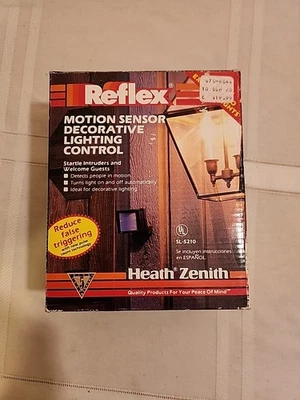 Reflex®
MOTION SENSOR
DECORATIVE
LIGHTING
CONTROL
Startle Intruders and
Welcome Guests
Detects people in motion
Turns light on and off automatically
Ideal for decorative lighting
Reduce
false
triggering
UL
SL-5210
Se incluyen instrucciones
en ESPAÑOL.
Heath® Zenith
Quality Products For Your Peace Of Mind™